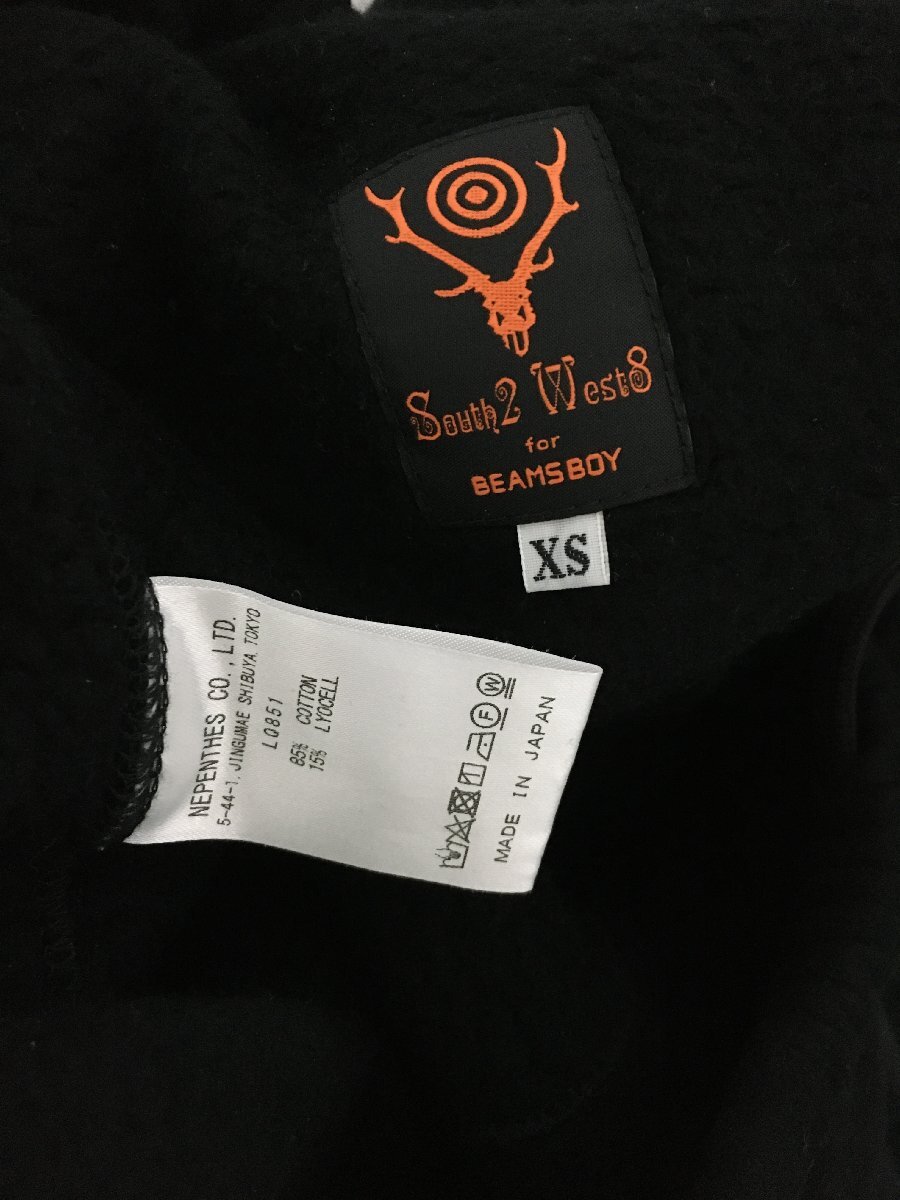 South2 West8
for
BEAMSBOY
XS
NEPENTHES CO., LTD.
5-44-1, JINGUMAE SHIBUYA, TOKYO
LQ851
85% COTTON
15% LYOCELL
F W
MADE IN JAPAN